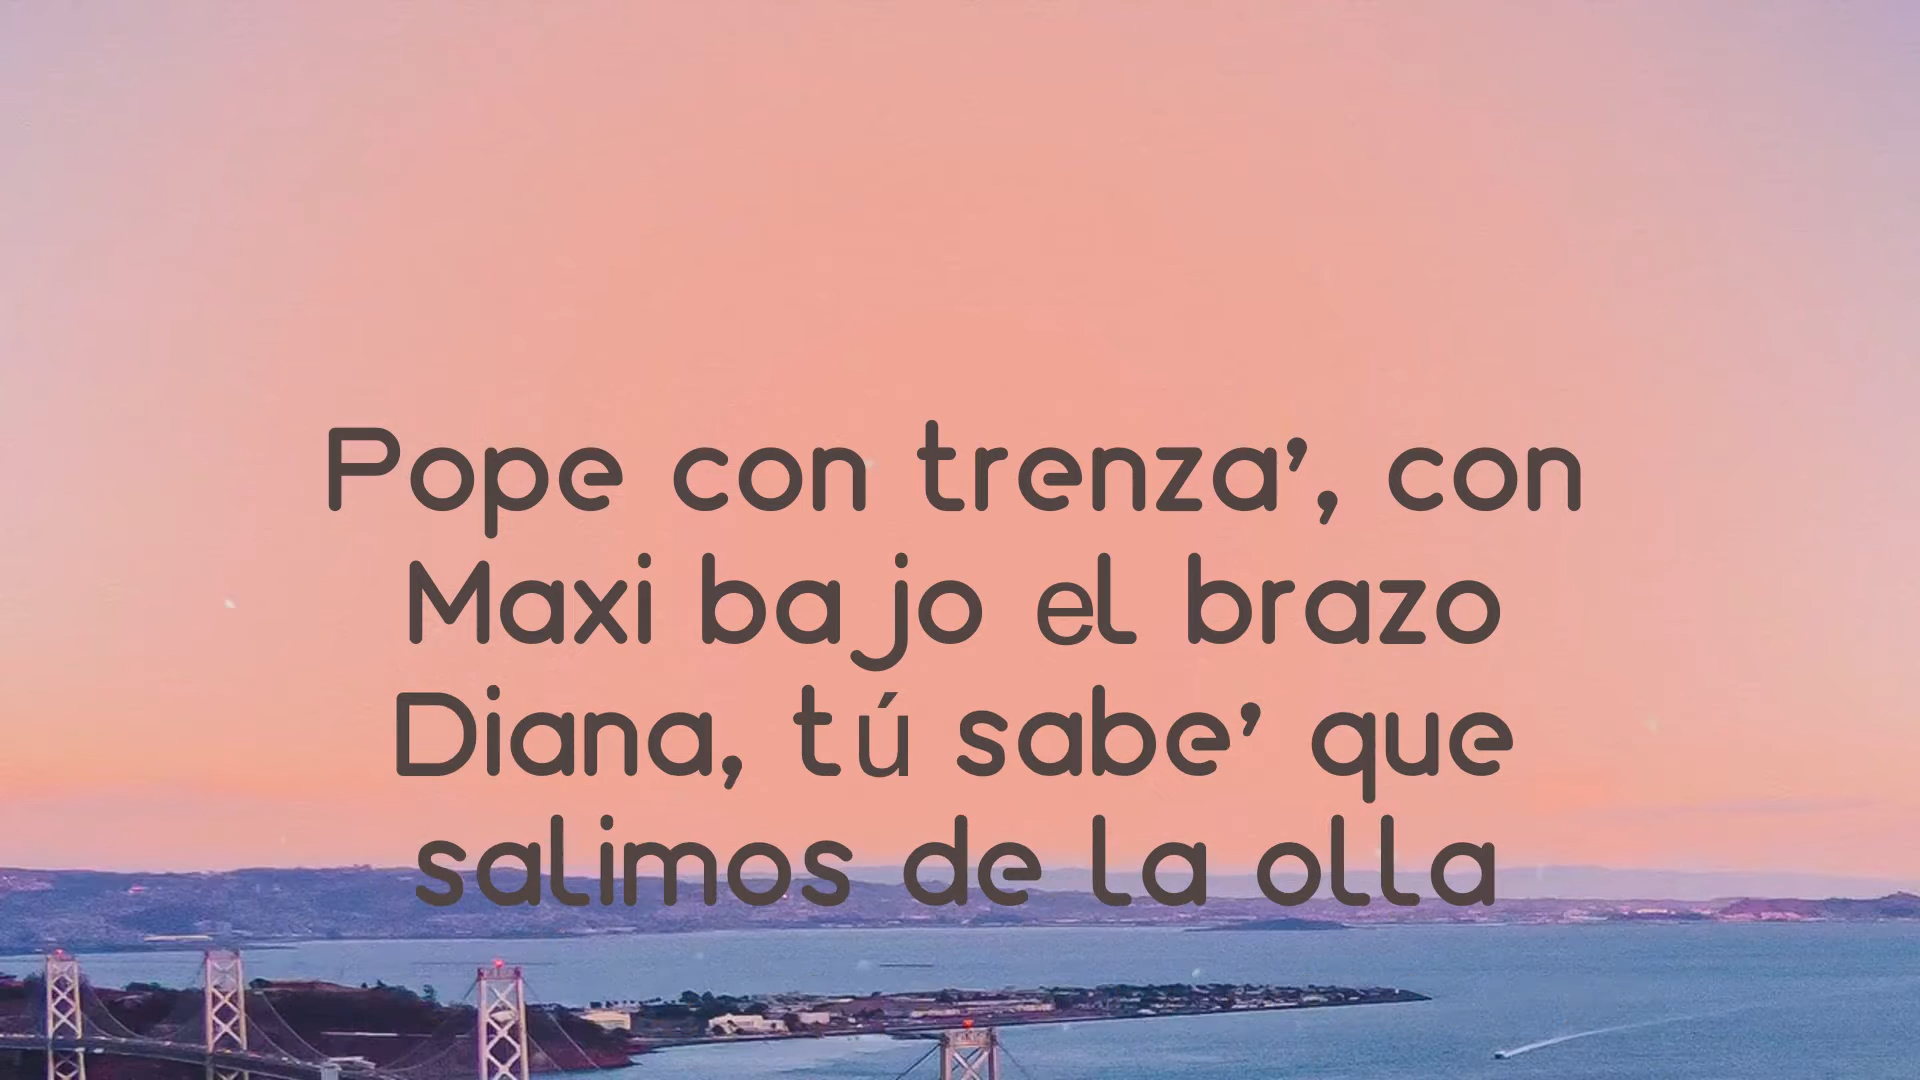 Pope con trenza', con
Maxi bajo el brazo
Diana, tú sabe' que
salimos de la olla